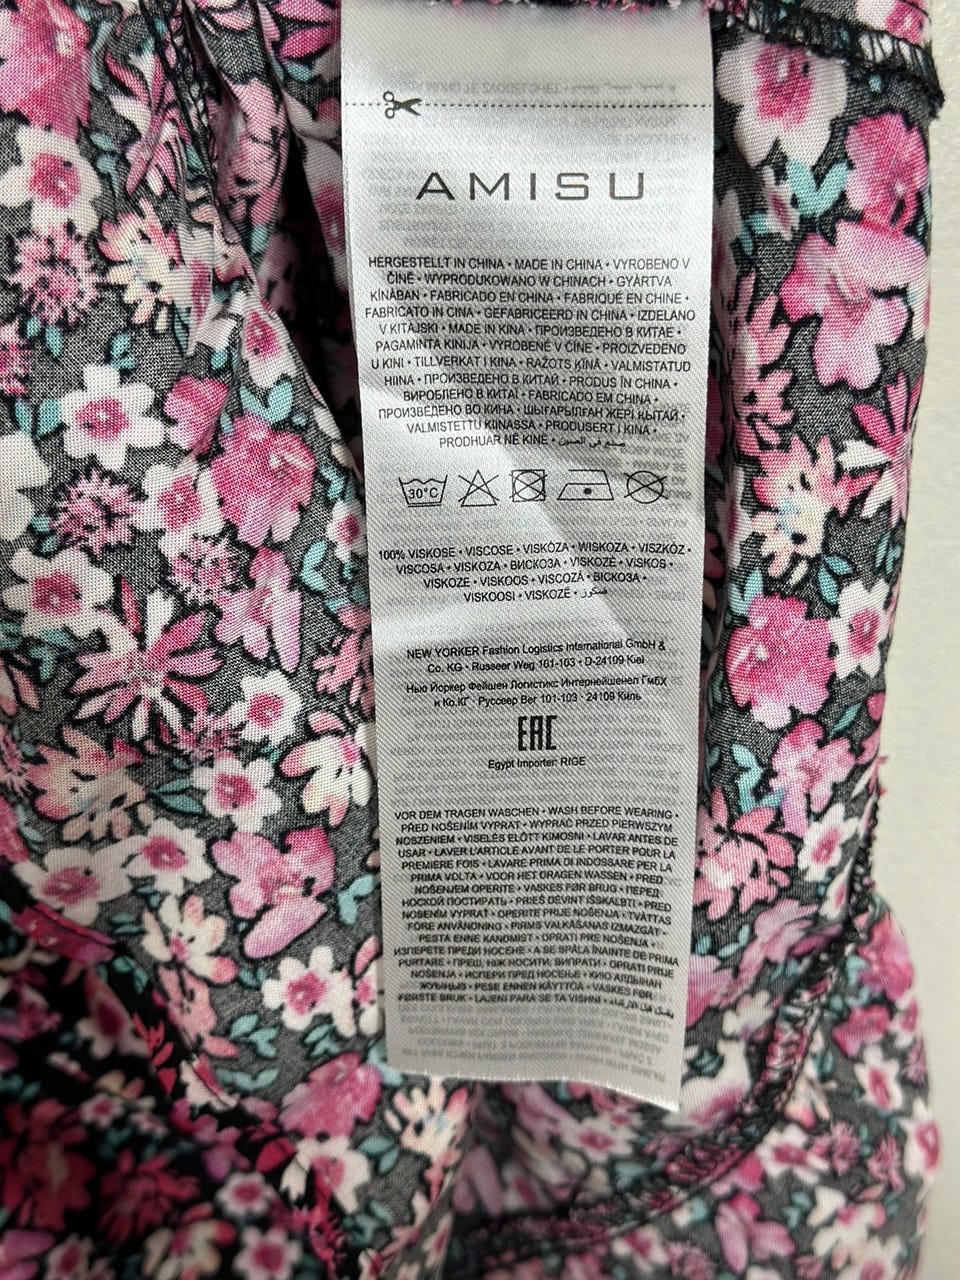 AMISU
HERGESTELLT IN CHINA • MADE IN CHINA • VYROBENO V
ČÍNĚ • WYPRODUKOWANO W CHINACH • GYÁRTVA
KÍNÁBAN • FABRICADO EN CHINA • FABRIQUÉ EN CHINE •
FABRICATO IN CINA • GEFABRICEERD IN CHINA • IZDELANO
V KITAJSKI • MADE IN KINA • ПРОИЗВЕДЕНО В КИТАЕ •
PAGAMINTA KINIJA • VYROBENÉ V ČÍNE • PROIZVEDENO
U KINI • TILLVERKAT I KINA • RAŽOTS ĶĪNĀ • VALMISTATUD
HIINA • ПРОИЗВЕДЕНО В КИТАЙ • PRODUS ÎN CHINA •
ВИРОБЛЕНО В КИТАЇ • FABRICADO EM CHINA •
ПРОИЗВЕДЕНО ВО КИНА • ШЫҒАРЫЛҒАН ЖЕРІ ҚЫТАЙ •
VALMISTETTU KIINASSA • PRODUSERT I KINA •
PRODHUAR NË KINË • صنع في الصين
30°C
100% VISKOSE • VISCOSE • VISKÓZA • WISKOZA • VISZKÓZ •
VISCOSA • VISKOZA • ВИСКОЗА • VISKOZĖ • VISKOS •
VISKOZE • VISKOOS • VISCOZĂ • ВІСКОЗА •
VISKOOSI • VISKOZË • فسكوز
NEW YORKER Fashion Logistics International GmbH &
Co. KG • Russeer Weg 101-103 • D-24109 Kiel
Нью Йоркер Фейшен Логистикс Интернейшенел ГмбХ
и Ко.КГ · Руссеер Вег 101-103 · 24109 Киль
EAC
Egypt Importer: RIGE
VOR DEM TRAGEN WASCHEN • WASH BEFORE WEARING •
PŘED NOŠENÍM VYPRAT • WYPRAĆ PRZED PIERWSZYM
NOSZENIEM • VISELÉS ELŐTT KIMOSNI • LAVAR ANTES DE
USAR • LAVER L'ARTICLE AVANT DE LE PORTER POUR LA
PREMIERE FOIS • LAVARE PRIMA DI INDOSSARE PER LA
PRIMA VOLTA • VOOR HET DRAGEN WASSEN • PRED
NOŠENJEM OPERITE • VASKES FØR BRUG • ПЕРЕД
НОСКОЙ ПОСТИРАТЬ • PRIEŠ DĖVINT IŠSKALBTI • PRED
NOSENÍM VYPRAT • OPERITE PRIJE NOŠENJA • TVÄTTAS
FÖRE ANVÄNDNING • PIRMS VALKĀŠANAS IZMAZGĀT •
PESTA ENNE KANDMIST • OPRATI PRE NOŠENJA •
ИЗПЕРЕТЕ ПРЕДИ НОСЕНЕ • A SE SPĂLA ÎNAINTE DE PRIMA
PURTARE • ПРЕШ, НІЖ НОСИТИ, ВИПРАТИ • OPRATI PRIJE
NOŠENJA • ИСПЕРИ ПРЕД НОСЕЊЕ • КИЮ АЛДЫНАН
ЖУЫҢЫЗ • PESE ENNEN KÄYTTÖÄ • VASKES FØR
FØRSTE BRUK • LAJENI PARA SE TA VISHNI •